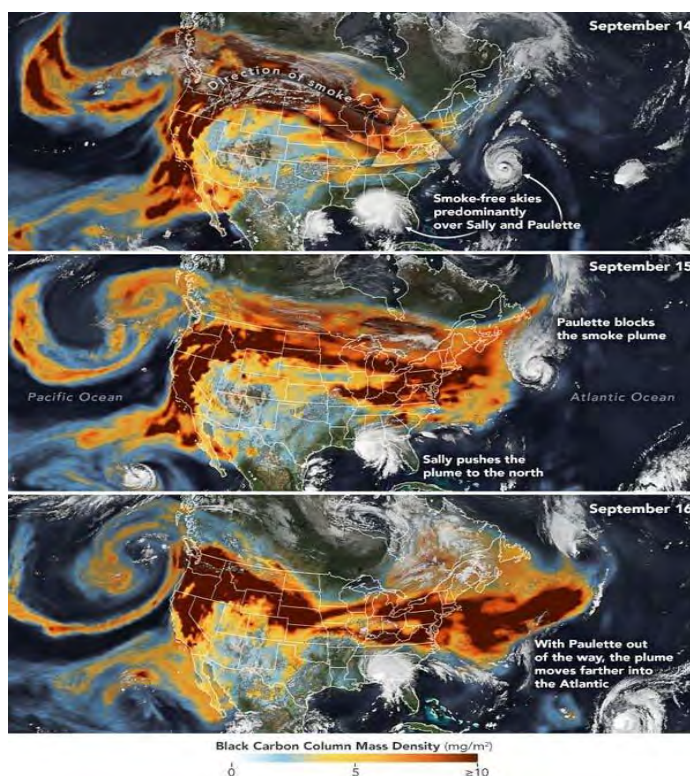 September 14
Direction of smoke
Smoke-free skies
predominantly
over Sally and Paulette
September 15
Paulette blocks
the smoke plume
Pacific Ocean
Atlantic Ocean
Sally pushes the
plume to the north
September 16
With Paulette out
of the way, the plume
moves farther into
the Atlantic
Black Carbon Column Mass Density (mg/m²)
0 5 ≥10